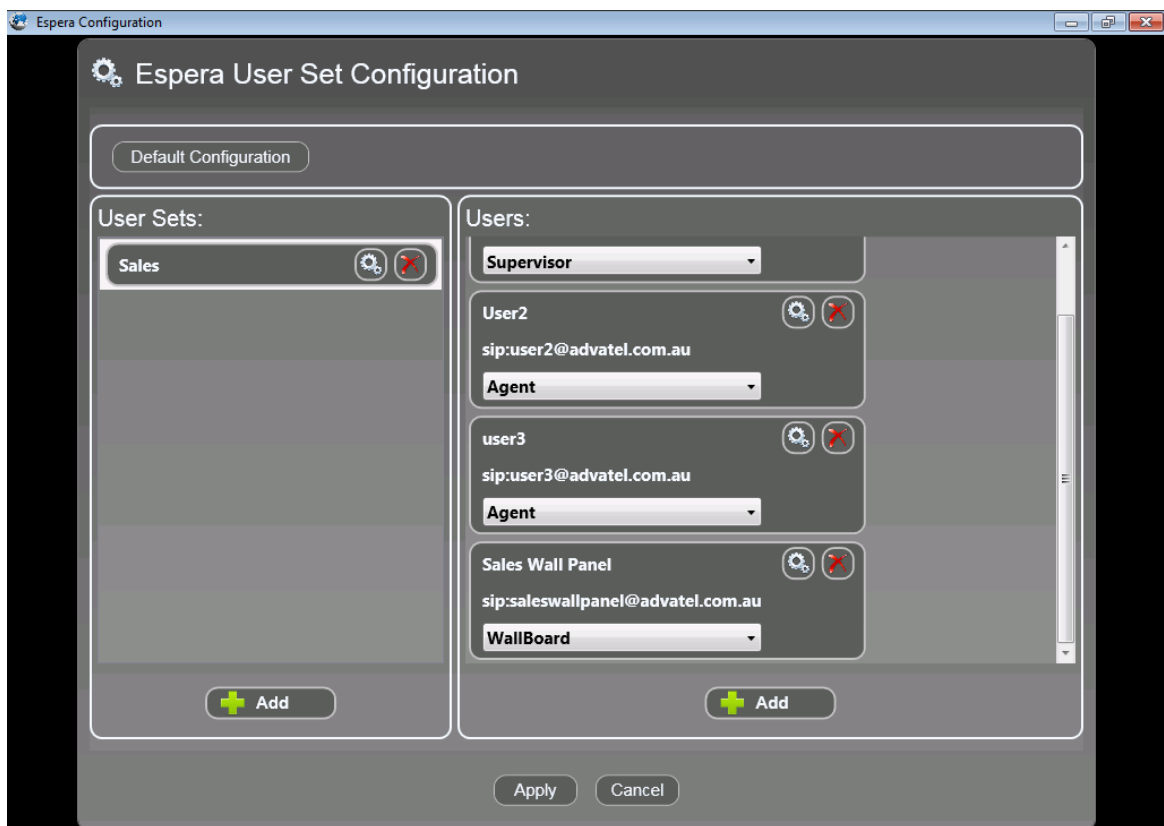 Espera Configuration
Espera User Set Configuration
Default Configuration
User Sets:
Sales
Add
Users:
Supervisor
User2
sip:user2@advatel.com.au
Agent
user3
sip:user3@advatel.com.au
Agent
Sales Wall Panel
sip:saleswallpanel@advatel.com.au
WallBoard
Add
Apply
Cancel